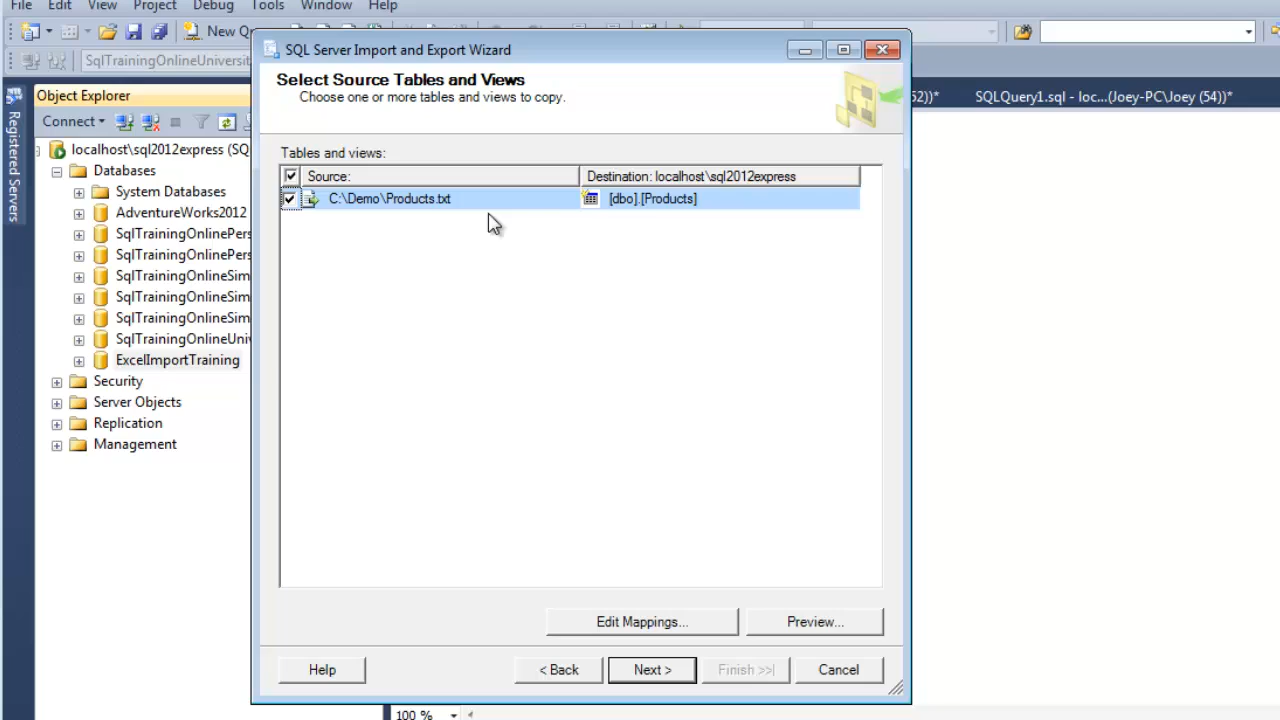 File Edit View Project Debug Tools Window Help
New
SQL Server Import and Export Wizard
SqlTrainingOnlineUniversit
Select Source Tables and Views
Choose one or more tables and views to copy.
Registered Servers
Object Explorer
52))*
SQLQuery1.sql - loc...(Joey-PC\Joey (54))*
Connect
localhost\sql2012express (SQ
Tables and views:
Databases
Source:
Destination: localhost\sql2012express
System Databases
C:\Demo\Products.txt
[dbo].[Products]
AdventureWorks2012
SqlTrainingOnlinePers
SqlTrainingOnlinePers
SqlTrainingOnlineSim
SqlTrainingOnlineSim
SqlTrainingOnlineSim
SqlTrainingOnlineUni
ExcelImportTraining
Security
Server Objects
Replication
Management
Edit Mappings...
Preview...
Help
< Back
Next >
Finish >>|
Cancel
100 %